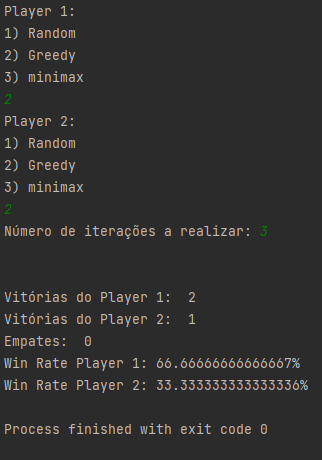 Player 1:
1) Random
2) Greedy
3) minimax
2
Player 2:
1) Random
2) Greedy
3) minimax
2
Número de iterações a realizar: 3
Vitórias do Player 1:  2
Vitórias do Player 2:  1
Empates:  0
Win Rate Player 1: 66.66666666666667%
Win Rate Player 2: 33.333333333333336%
Process finished with exit code 0